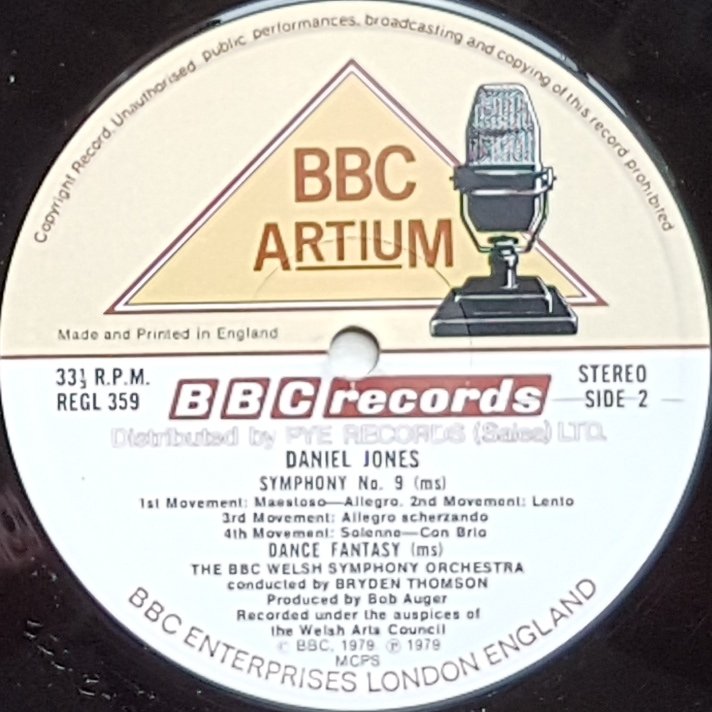 Copyright Record. Unauthorised public performances, broadcasting and copying of this record prohibited
BBC
ARTIUM
Made and Printed in England
33⅓ R.P.M.
REGL 359
BBC records
STEREO
SIDE 2
Distributed by PYE RECORDS (Sales) LTD.
DANIEL JONES
SYMPHONY No. 9 (ms)
1st Movement: Maestoso—Allegro. 2nd Movement: Lento
3rd Movement: Allegro scherzando
4th Movement: Solenne—Con Brio
DANCE FANTASY (ms)
THE BBC WELSH SYMPHONY ORCHESTRA
conducted by BRYDEN THOMSON
Produced by Bob Auger
Recorded under the auspices of
the Welsh Arts Council
© BBC, 1979 ℗ 1979
MCPS
BBC ENTERPRISES LONDON ENGLAND